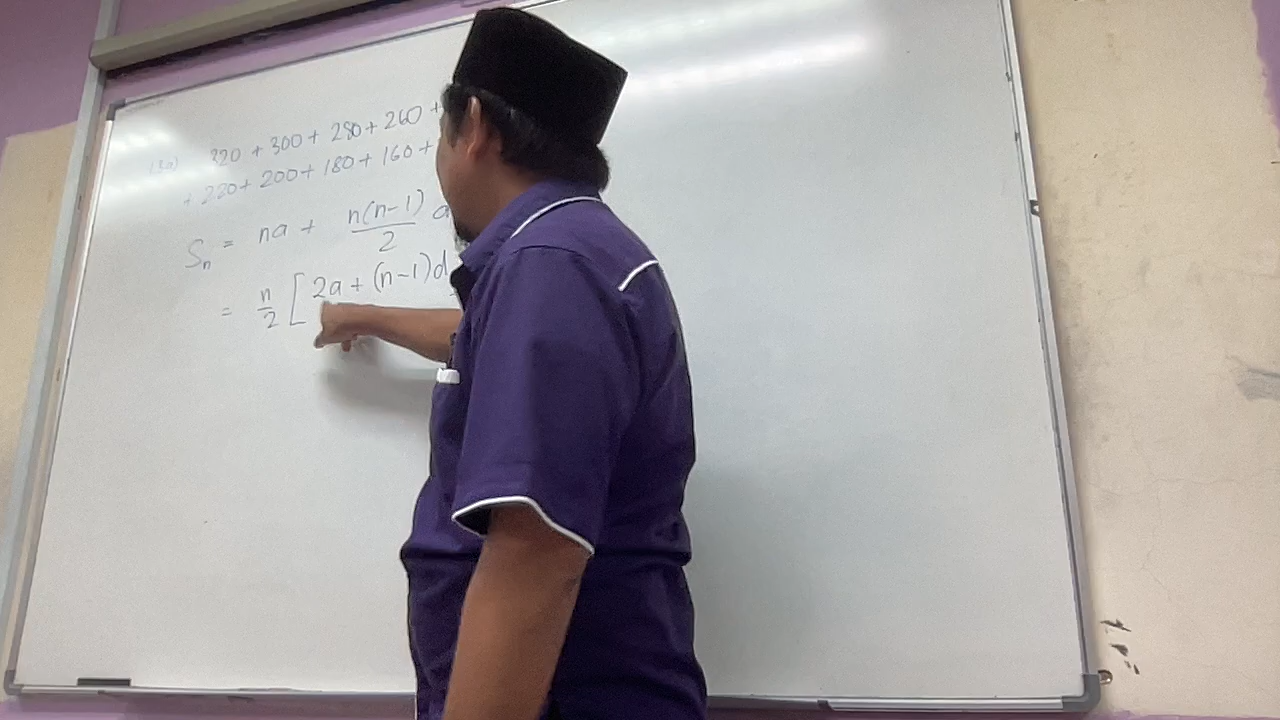 320 + 300 + 280 + 260 +
+ 220 + 200 + 180 + 160 +
Sₙ = na + n(n-1)/2 d
= n/2 [ 2a + (n-1)d